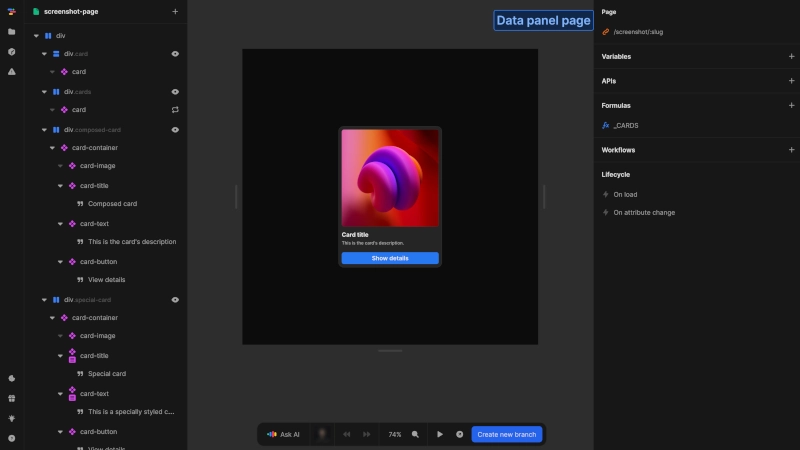 screenshot-page
div
div.card
card
div.cards
card
div.composed-card
card-container
card-image
card-title
Composed card
card-text
This is the card's description
card-button
View details
div.special-card
card-container
card-image
card-title
Special card
card-text
This is a specially styled c...
card-button
View details
Data panel page
Card title
This is the card's description.
Show details
Ask AI
74%
Create new branch
Page
/screenshot/:slug
Variables
APIs
Formulas
_CARDS
Workflows
Lifecycle
On load
On attribute change